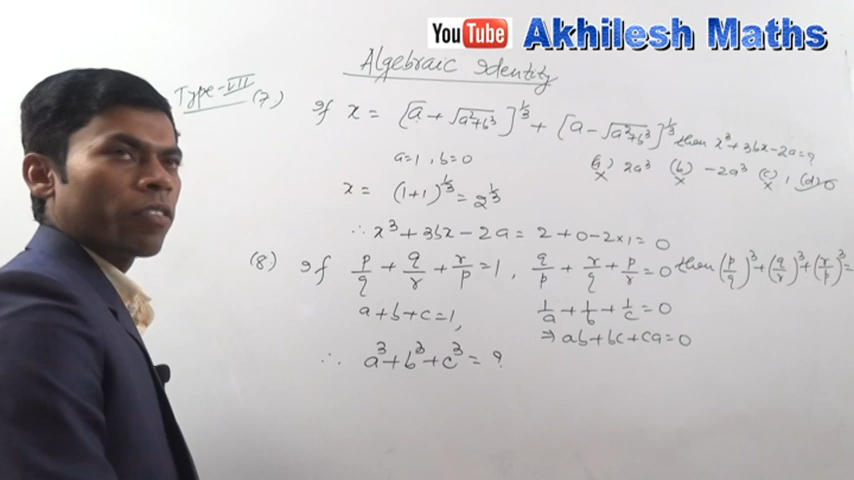 YouTube Akhilesh Maths
Algebraic Identity
Type-VII
(7) If x = [a + √(a²+b³)]^(1/3) + [a - √(a²+b³)]^(1/3) then x³+3bx-2a=?
a=1, b=0
(a) 2a³ (b) -2a³ (c) 1 (d) 0
x = (1+1)^(1/3) = 2^(1/3)
∴ x³+3bx-2a = 2+0-2×1=0
(8) If p/q + q/r + r/p = 1, q/p + r/q + p/r = 0 then (p/q)³+(q/r)³+(r/p)³=
a+b+c=1, 1/a + 1/b + 1/c = 0
⇒ ab+bc+ca=0
∴ a³+b³+c³ = ?